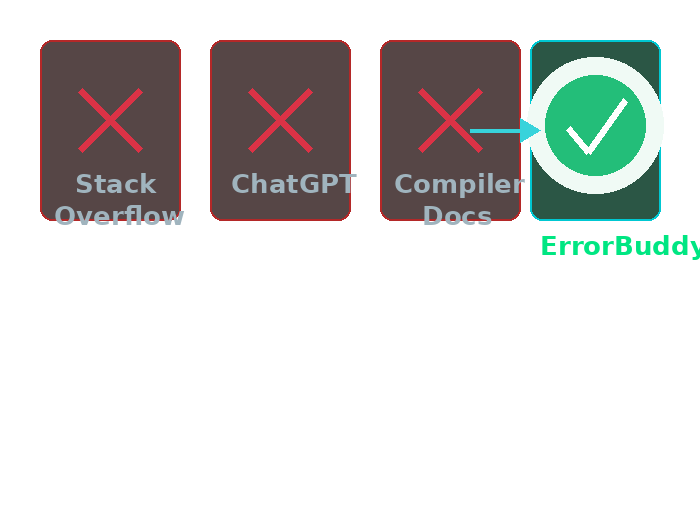 Stack
Overflow
ChatGPT
Compiler
Docs
ErrorBuddy